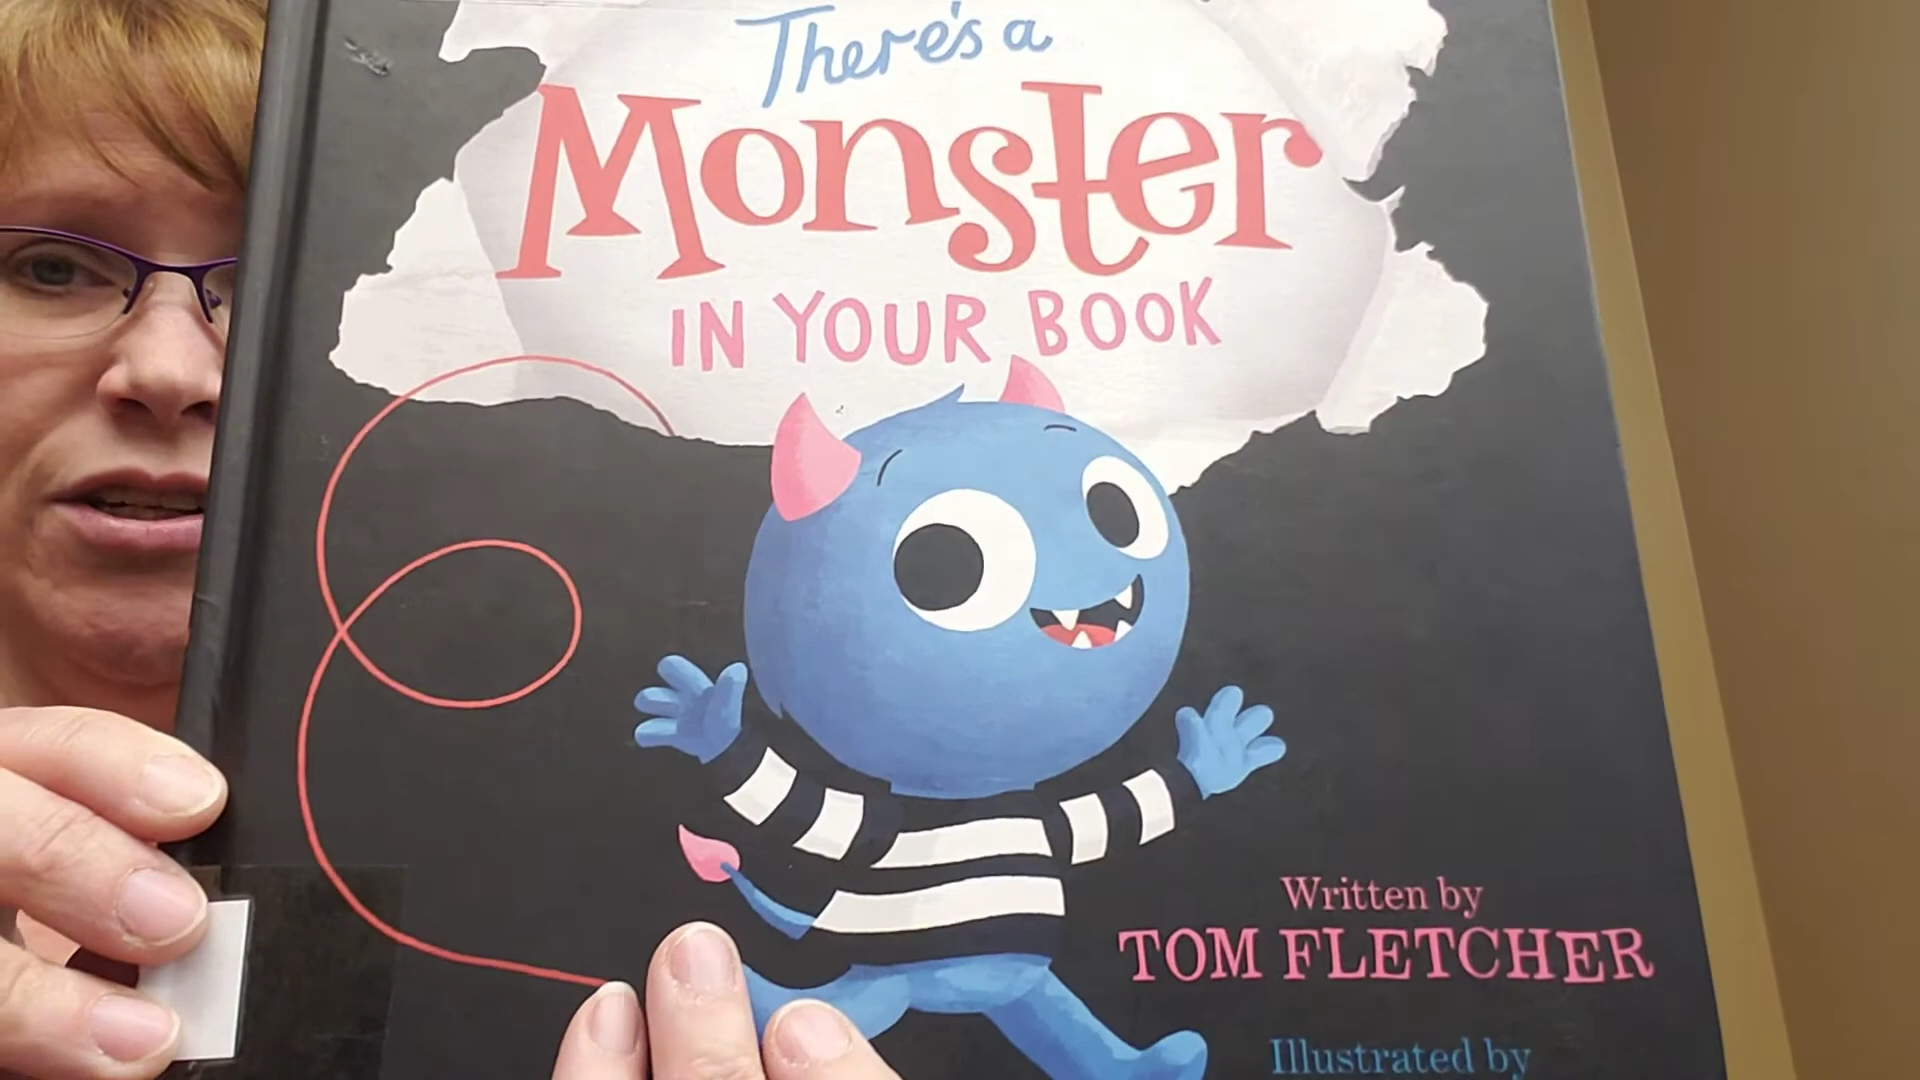 There's a
Monster
IN YOUR BOOK
Written by
TOM FLETCHER
Illustrated by